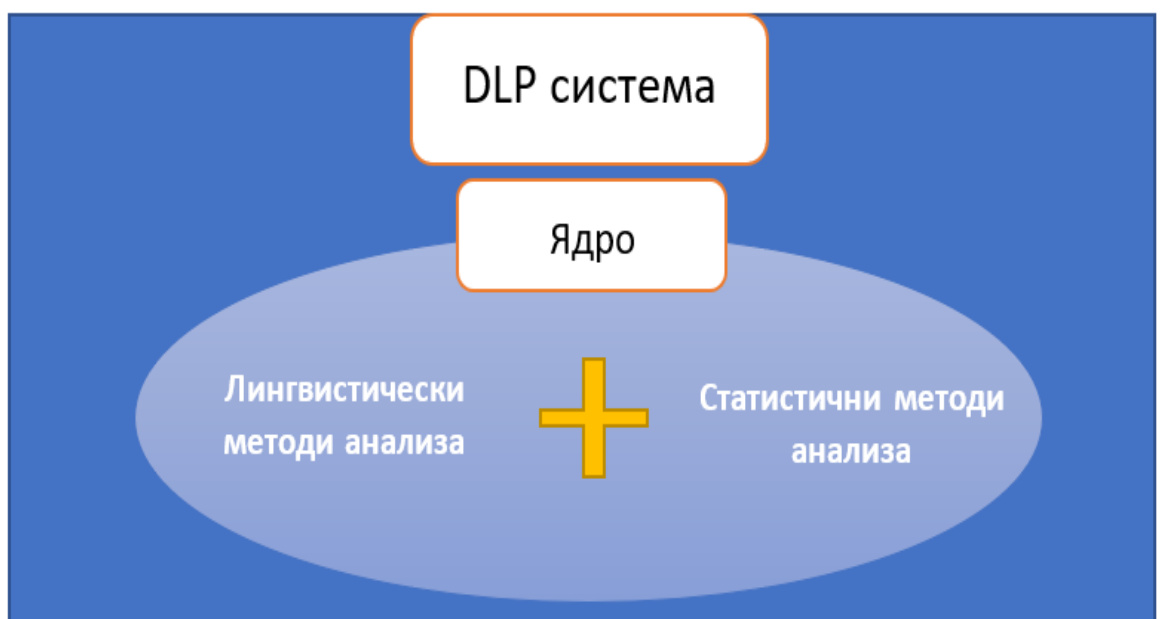 DLP система
Ядро
Лингвистически
методи анализа
Статистични методи
анализа